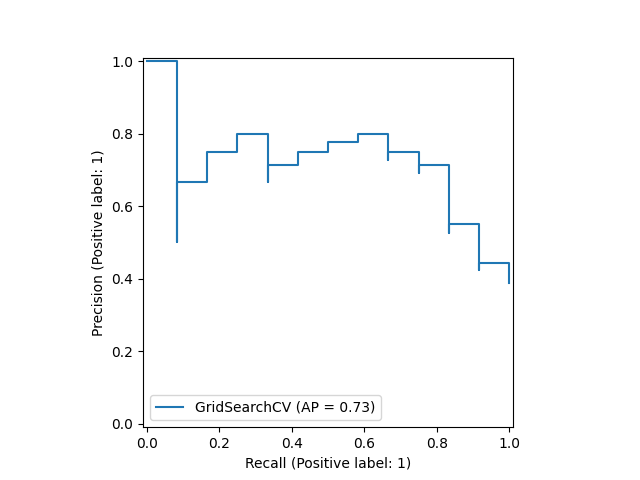 1.0
0.8
0.6
0.4
0.2
0.0
Precision (Positive label: 1)
GridSearchCV (AP = 0.73)
0.0 0.2 0.4 0.6 0.8 1.0
Recall (Positive label: 1)